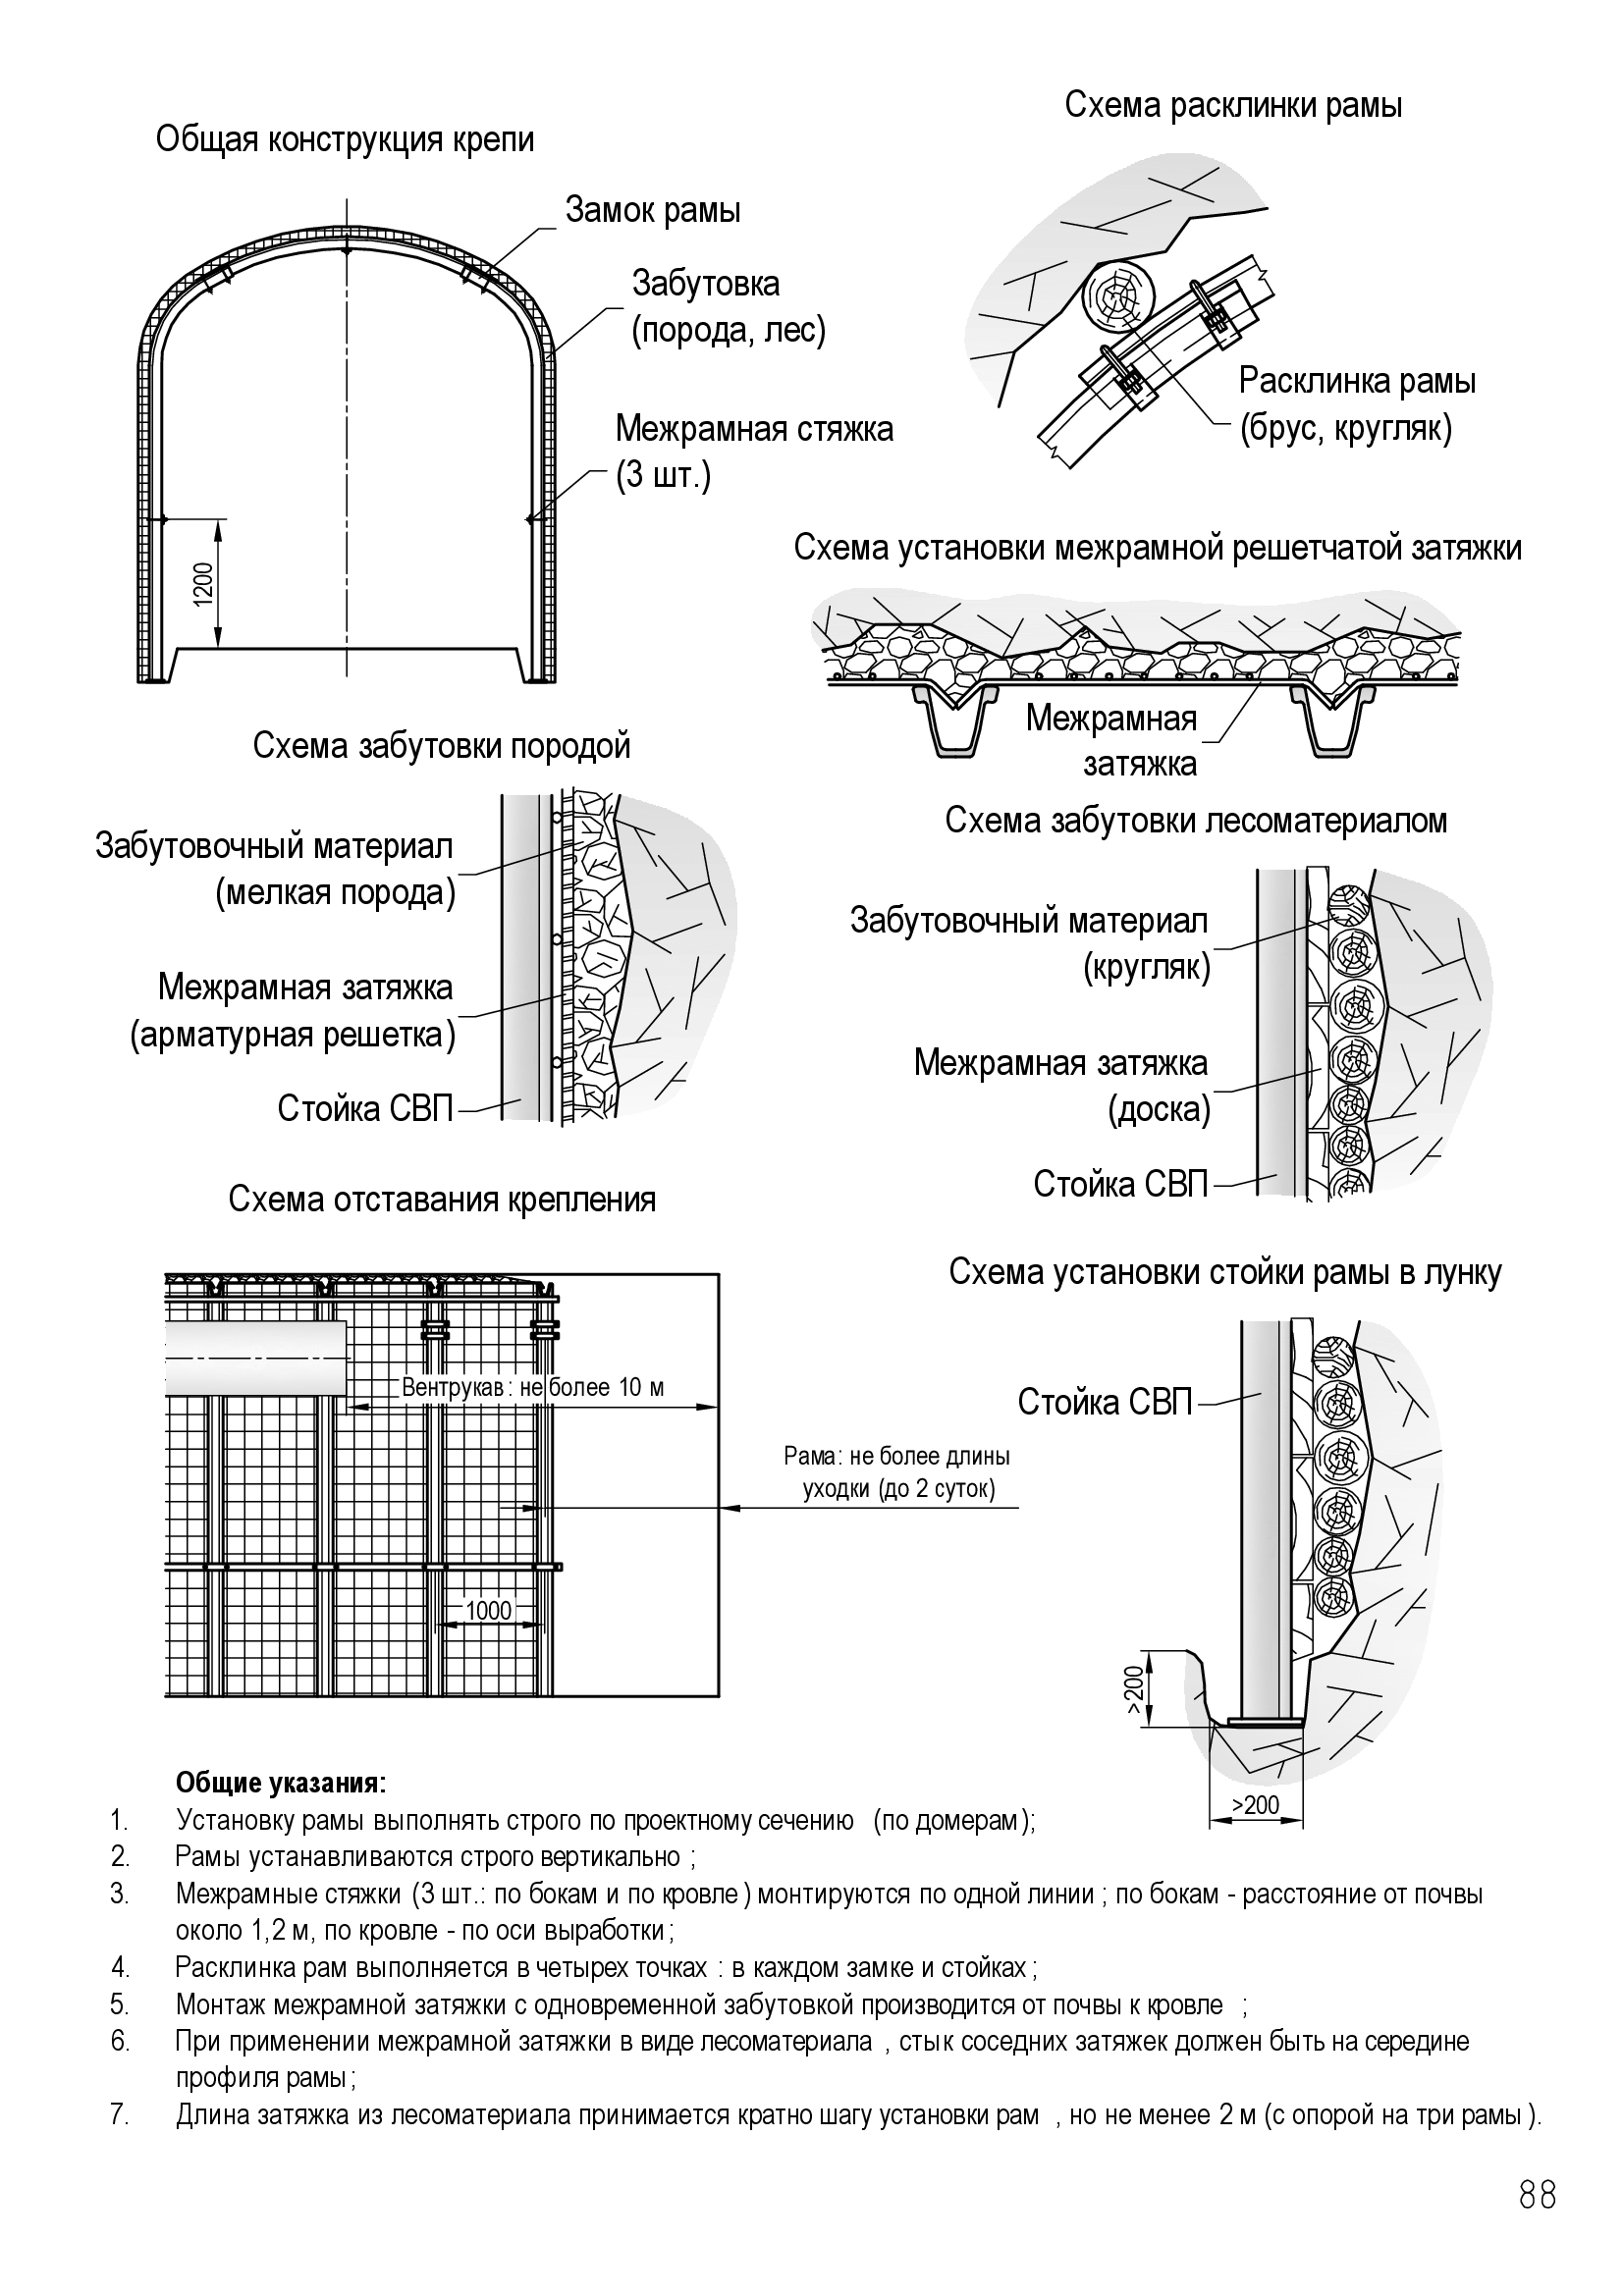 Общая конструкция крепи
Замок рамы
Забутовка
(порода, лес)
Межрамная стяжка
(3 шт.)
1200
Схема расклинки рамы
Расклинка рамы
(брус, кругляк)
Схема установки межрамной решетчатой затяжки
Межрамная
затяжка
Схема забутовки породой
Забутовочный материал
(мелкая порода)
Межрамная затяжка
(арматурная решетка)
Стойка СВП
Схема забутовки лесоматериалом
Забутовочный материал
(кругляк)
Межрамная затяжка
(доска)
Стойка СВП
Схема отставания крепления
Вентрукав: не более 10 м
Рама: не более длины
уходки (до 2 суток)
1000
Схема установки стойки рамы в лунку
Стойка СВП
>200
>200
Общие указания:
1. Установку рамы выполнять строго по проектному сечению (по домерам);
2. Рамы устанавливаются строго вертикально ;
3. Межрамные стяжки (3 шт.: по бокам и по кровле) монтируются по одной линии ; по бокам - расстояние от почвы
около 1,2 м, по кровле - по оси выработки;
4. Расклинка рам выполняется в четырех точках : в каждом замке и стойках ;
5. Монтаж межрамной затяжки с одновременной забутовкой производится от почвы к кровле ;
6. При применении межрамной затяжки в виде лесоматериала , стык соседних затяжек должен быть на середине
профиля рамы;
7. Длина затяжка из лесоматериала принимается кратно шагу установки рам , но не менее 2 м (с опорой на три рамы ).
88